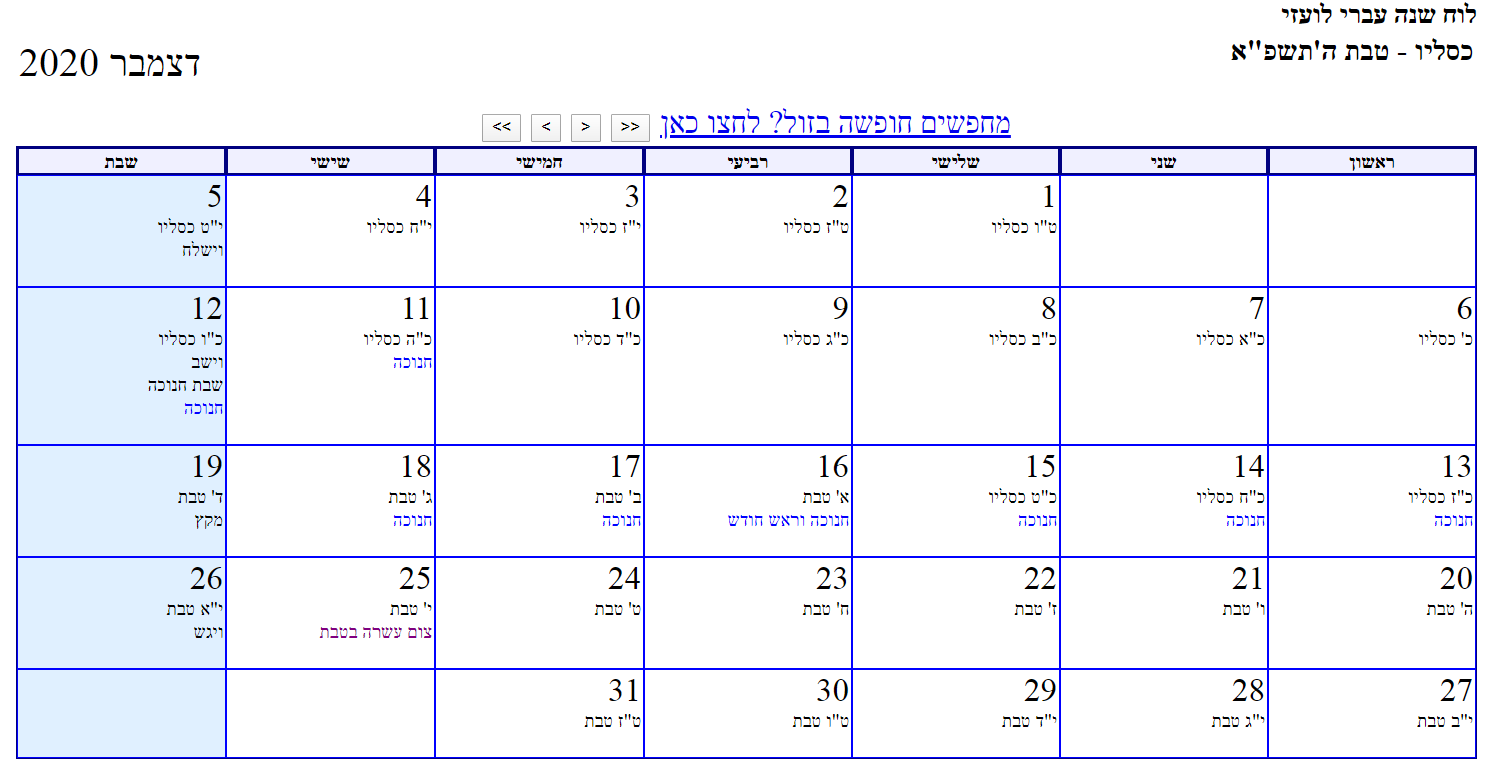 לוח שנה עברי לועזי
כסליו - טבת ה'תשפ"א
דצמבר 2020
מחפשים חופשה בזול? לחצו כאן >> > < <<
ראשון שני שלישי רביעי חמישי שישי שבת
1 2 3 4 5
ט"ו כסליו ט"ז כסליו י"ז כסליו י"ח כסליו י"ט כסליו
וישלח
6 7 8 9 10 11 12
כ' כסליו כ"א כסליו כ"ב כסליו כ"ג כסליו כ"ד כסליו כ"ה כסליו כ"ו כסליו
חנוכה וישב
שבת חנוכה
חנוכה
13 14 15 16 17 18 19
כ"ז כסליו כ"ח כסליו כ"ט כסליו א' טבת ב' טבת ג' טבת ד' טבת
חנוכה חנוכה חנוכה חנוכה וראש חודש חנוכה חנוכה מקץ
20 21 22 23 24 25 26
ה' טבת ו' טבת ז' טבת ח' טבת ט' טבת י' טבת י"א טבת
צום עשרה בטבת ויגש
27 28 29 30 31
י"ב טבת י"ג טבת י"ד טבת ט"ו טבת ט"ז טבת